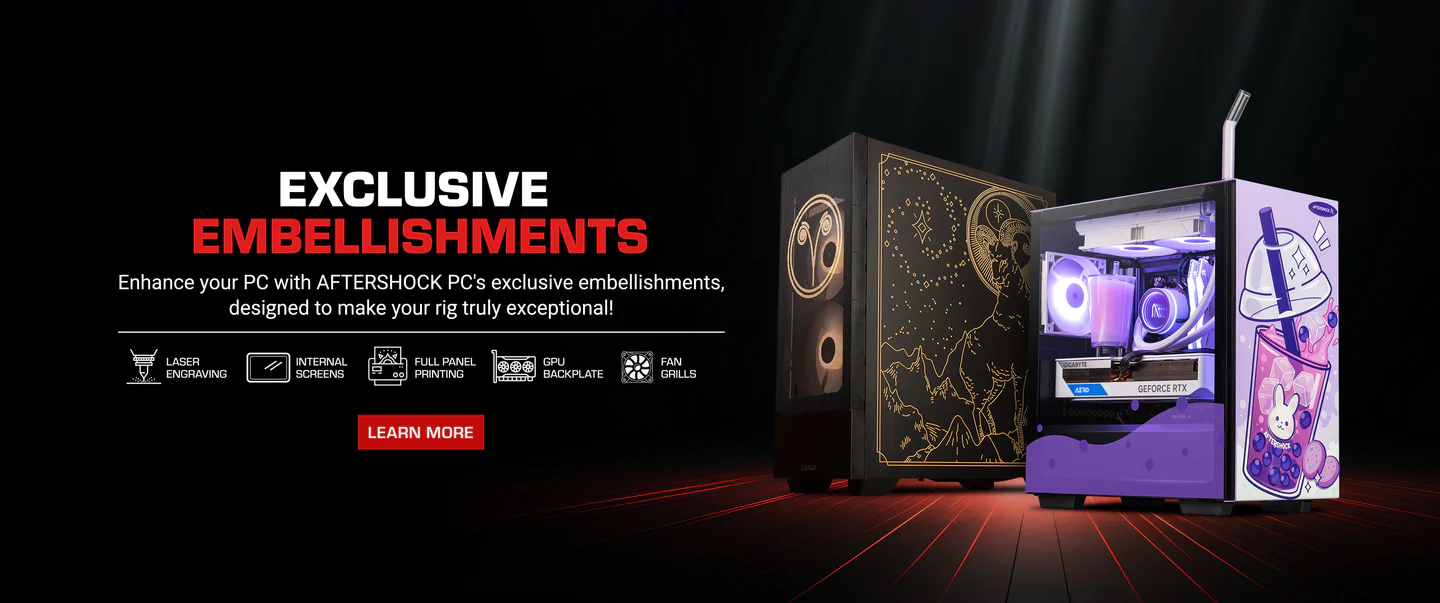 EXCLUSIVE
EMBELLISHMENTS
Enhance your PC with AFTERSHOCK PC's exclusive embellishments,
designed to make your rig truly exceptional!
LASER
ENGRAVING
INTERNAL
SCREENS
FULL PANEL
PRINTING
GPU
BACKPLATE
FAN
GRILLS
LEARN MORE
AFTERSHOCK
GIGABYTE
AERO
GEFORCE RTX
AFTERSHOCK